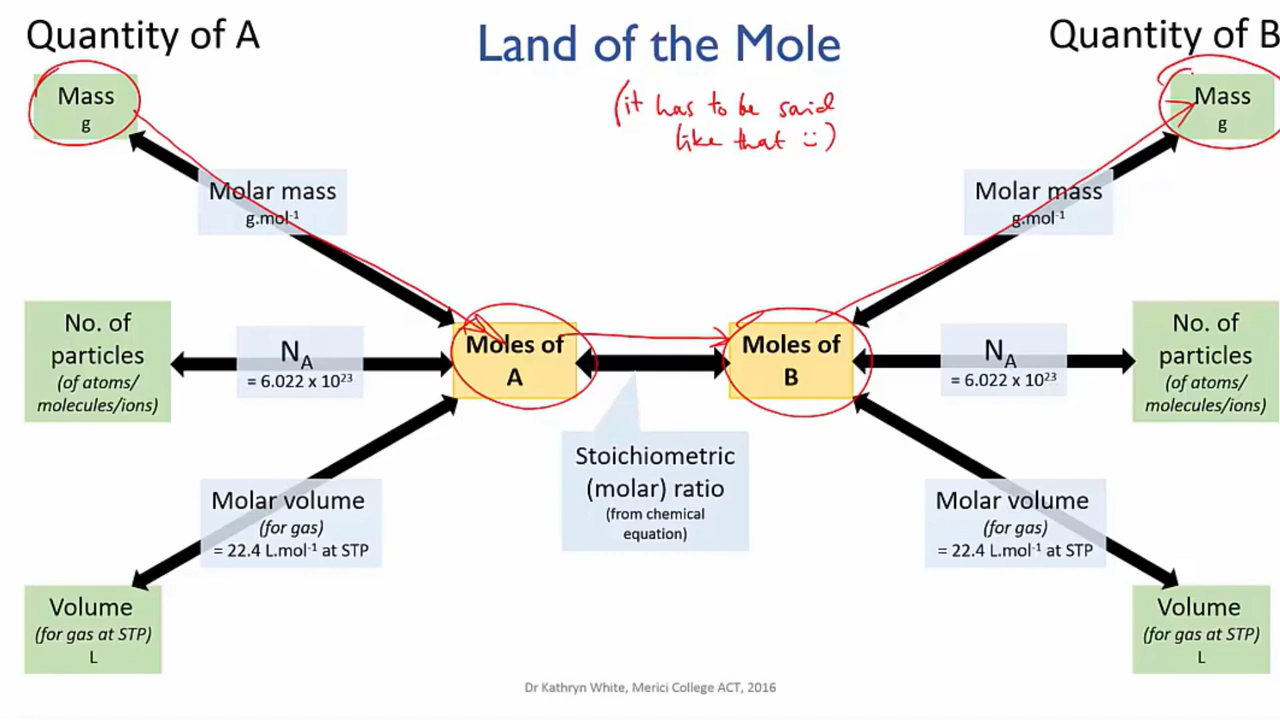 Quantity of A
Land of the Mole
Quantity of B
(it has to be said
like that :))
Mass
g
Mass
g
Molar mass
g.mol⁻¹
Molar mass
g.mol⁻¹
No. of
particles
(of atoms/
molecules/ions)
N_A
= 6.022 x 10²³
Moles of
A
Moles of
B
N_A
= 6.022 x 10²³
No. of
particles
(of atoms/
molecules/ions)
Stoichiometric
(molar) ratio
(from chemical
equation)
Molar volume
(for gas)
= 22.4 L.mol⁻¹ at STP
Molar volume
(for gas)
= 22.4 L.mol⁻¹ at STP
Volume
(for gas at STP)
L
Volume
(for gas at STP)
L
Dr Kathryn White, Merici College ACT, 2016